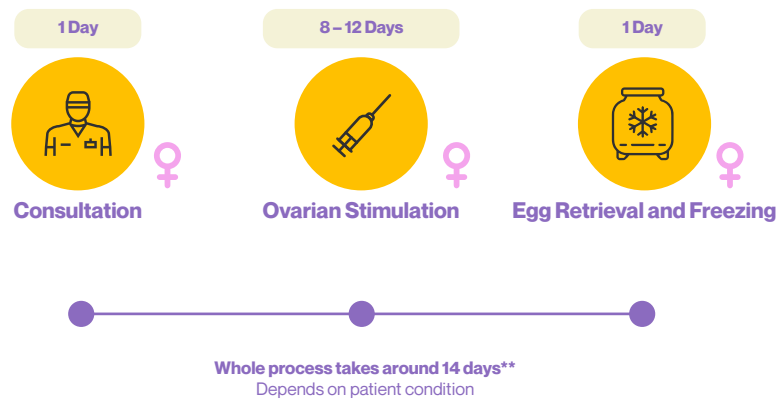 1 Day
8 – 12 Days
1 Day
Consultation
Ovarian Stimulation
Egg Retrieval and Freezing
Whole process takes around 14 days**
Depends on patient condition